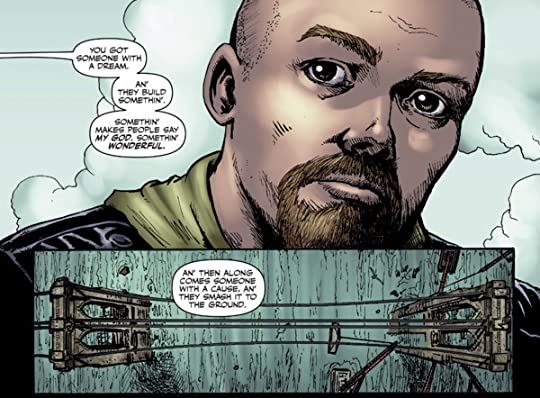 YOU GOT
SOMEONE WITH
A DREAM.
AN'
THEY BUILD
SOMETHIN'.
SOMETHIN'
MAKES PEOPLE SAY
MY GOD, SOMETHIN'
WONDERFUL.
AN' THEN ALONG
COMES SOMEONE
WITH A CAUSE, AN'
THEY SMASH IT TO
THE GROUND.